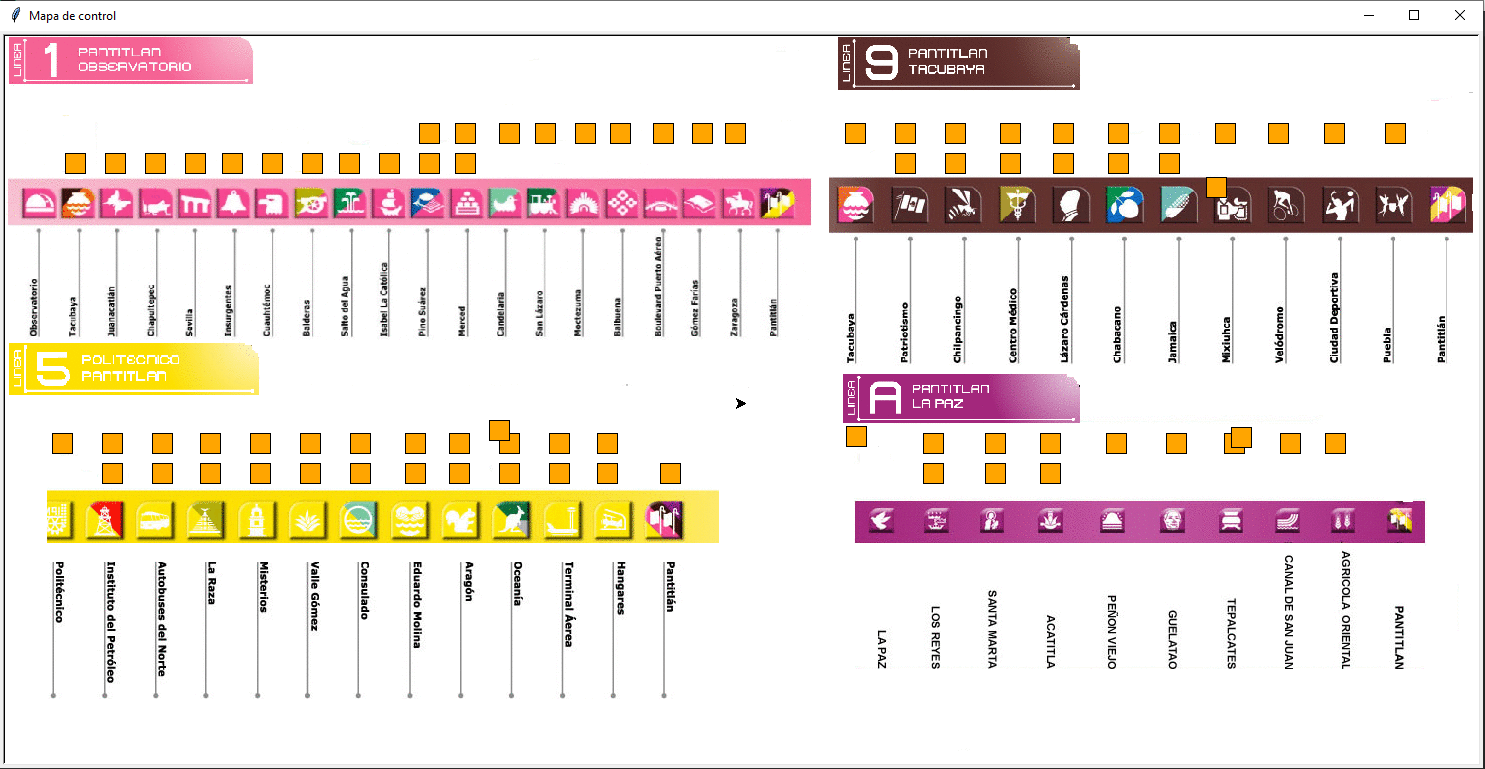 Mapa de control
LINEA 1 PANTITLAN
OBSERVATORIO
Observatorio
Tacubaya
Juanacatlán
Chapultepec
Sevilla
Insurgentes
Cuauhtémoc
Balderas
Salto del Agua
Isabel La Católica
Pino Suárez
Merced
Candelaria
San Lázaro
Moctezuma
Balbuena
Boulevard Puerto Aéreo
Gómez Farías
Zaragoza
Pantitlán
LINEA 9 PANTITLAN
TACUBAYA
Tacubaya
Patriotismo
Chilpancingo
Centro Médico
Lázaro Cárdenas
Chabacano
Jamaica
Mixiuhca
Velódromo
Ciudad Deportiva
Puebla
Pantitlán
LINEA 5 POLITECNICO
PANTITLAN
Politécnico
Instituto del Petróleo
Autobuses del Norte
La Raza
Misterios
Valle Gómez
Consulado
Eduardo Molina
Aragón
Oceanía
Terminal Áerea
Hangares
Pantitlán
LINEA A PANTITLAN
LA PAZ
LA PAZ
LOS REYES
SANTA MARTA
ACATITLA
PEÑON VIEJO
GUELATAO
TEPALCATES
CANAL DE SAN JUAN
AGRICOLA ORIENTAL
PANTITLAN